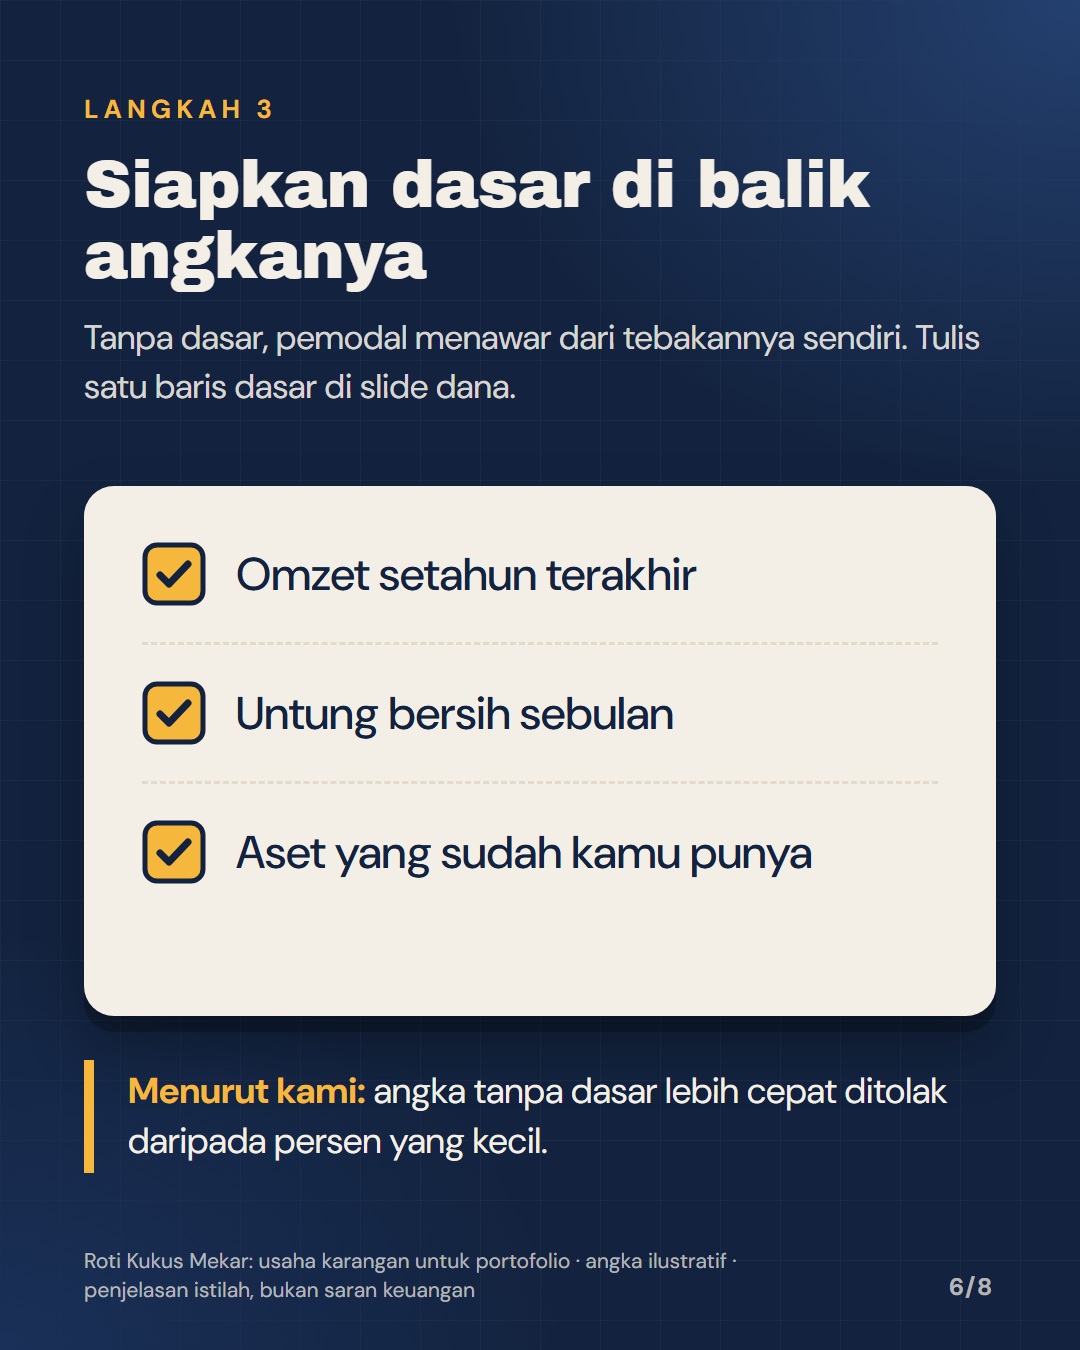 LANGKAH 3
Siapkan dasar di balik
angkanya
Tanpa dasar, pemodal menawar dari tebakannya sendiri. Tulis
satu baris dasar di slide dana.
Omzet setahun terakhir
Untung bersih sebulan
Aset yang sudah kamu punya
Menurut kami: angka tanpa dasar lebih cepat ditolak
daripada persen yang kecil.
Roti Kukus Mekar: usaha karangan untuk portofolio · angka ilustratif ·
penjelasan istilah, bukan saran keuangan
6/8